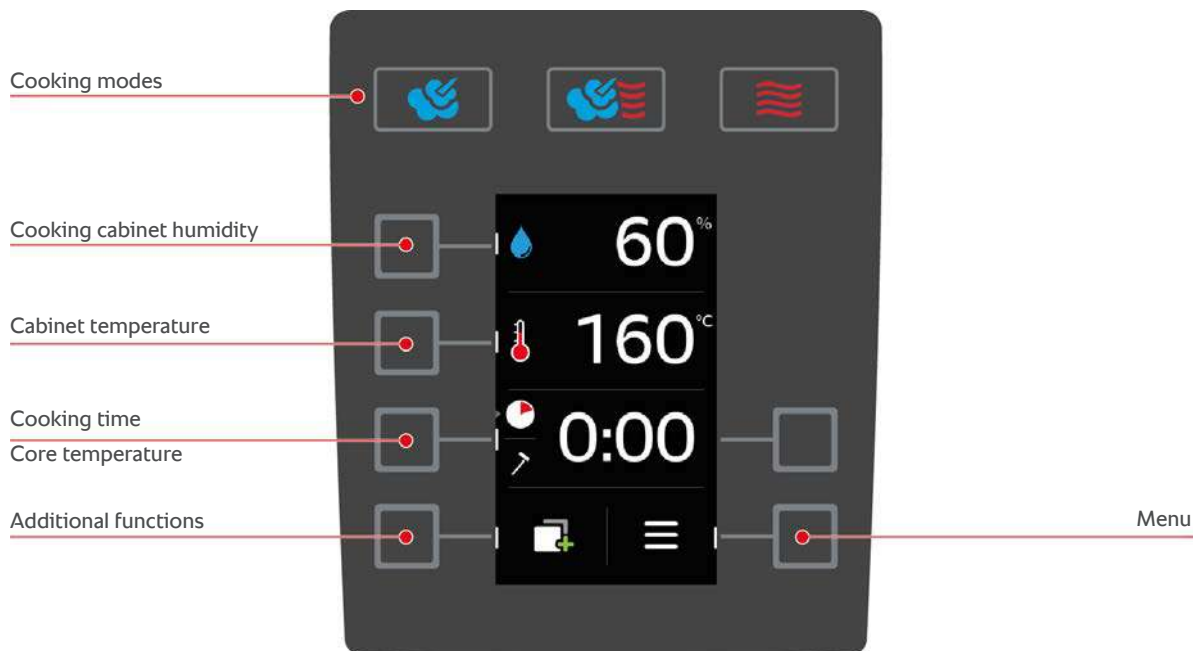 Cooking modes
Cooking cabinet humidity
60%
Cabinet temperature
160°C
Cooking time
0:00
Core temperature
Additional functions
Menu